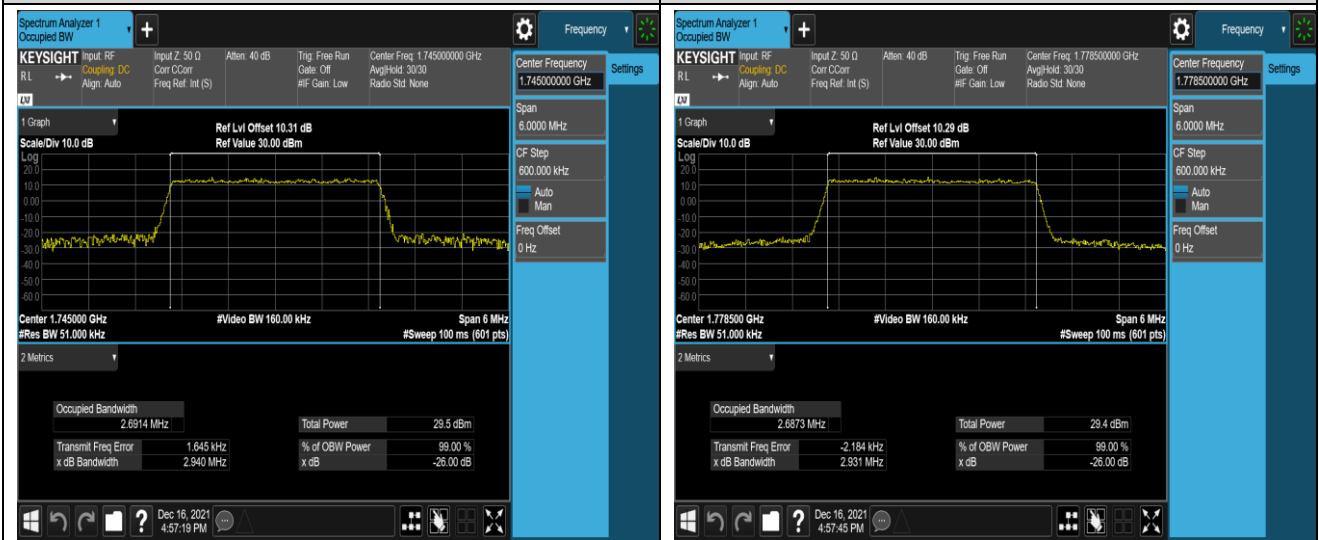 Spectrum Analyzer 1
Occupied BW
+
Frequency
KEYSIGHT
Input: RF
Coupling: DC
Align: Auto
Input Z: 50 Ω
Corr CCorr
Freq Ref: Int (S)
Atten: 40 dB
Trig: Free Run
Gate: Off
#IF Gain: Low
Center Freq: 1.745000000 GHz
Avg|Hold: 30/30
Radio Std: None
RL
LXI
Center Frequency
1.745000000 GHz
Settings
Span
6.0000 MHz
CF Step
600.000 kHz
Auto
Man
Freq Offset
0 Hz
1 Graph
Ref Lvl Offset 10.31 dB
Scale/Div 10.0 dB
Ref Value 30.00 dBm
Log
20.0
10.0
0.00
-10.0
-20.0
-30.0
-40.0
-50.0
-60.0
Center 1.745000 GHz
#Video BW 160.00 kHz
Span 6 MHz
#Res BW 51.000 kHz
#Sweep 100 ms (601 pts)
2 Metrics
Occupied Bandwidth
2.6914 MHz
Total Power 29.5 dBm
Transmit Freq Error 1.645 kHz
% of OBW Power 99.00 %
x dB Bandwidth 2.940 MHz
x dB -26.00 dB
?
Dec 16, 2021
4:57:19 PM
Spectrum Analyzer 1
Occupied BW
+
Frequency
KEYSIGHT
Input: RF
Coupling: DC
Align: Auto
Input Z: 50 Ω
Corr CCorr
Freq Ref: Int (S)
Atten: 40 dB
Trig: Free Run
Gate: Off
#IF Gain: Low
Center Freq: 1.778500000 GHz
Avg|Hold: 30/30
Radio Std: None
RL
LXI
Center Frequency
1.778500000 GHz
Settings
Span
6.0000 MHz
CF Step
600.000 kHz
Auto
Man
Freq Offset
0 Hz
1 Graph
Ref Lvl Offset 10.29 dB
Scale/Div 10.0 dB
Ref Value 30.00 dBm
Log
20.0
10.0
0.00
-10.0
-20.0
-30.0
-40.0
-50.0
-60.0
Center 1.778500 GHz
#Video BW 160.00 kHz
Span 6 MHz
#Res BW 51.000 kHz
#Sweep 100 ms (601 pts)
2 Metrics
Occupied Bandwidth
2.6873 MHz
Total Power 29.4 dBm
Transmit Freq Error -2.184 kHz
% of OBW Power 99.00 %
x dB Bandwidth 2.931 MHz
x dB -26.00 dB
?
Dec 16, 2021
4:57:45 PM